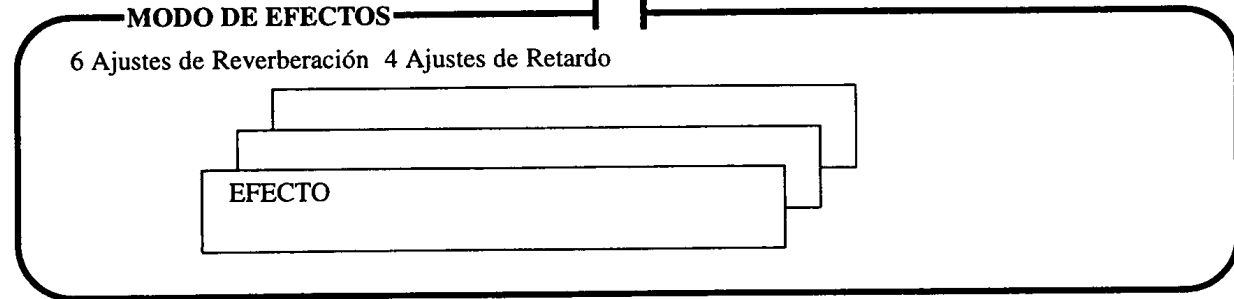 MODO DE EFECTOS
6 Ajustes de Reverberación 4 Ajustes de Retardo
EFECTO